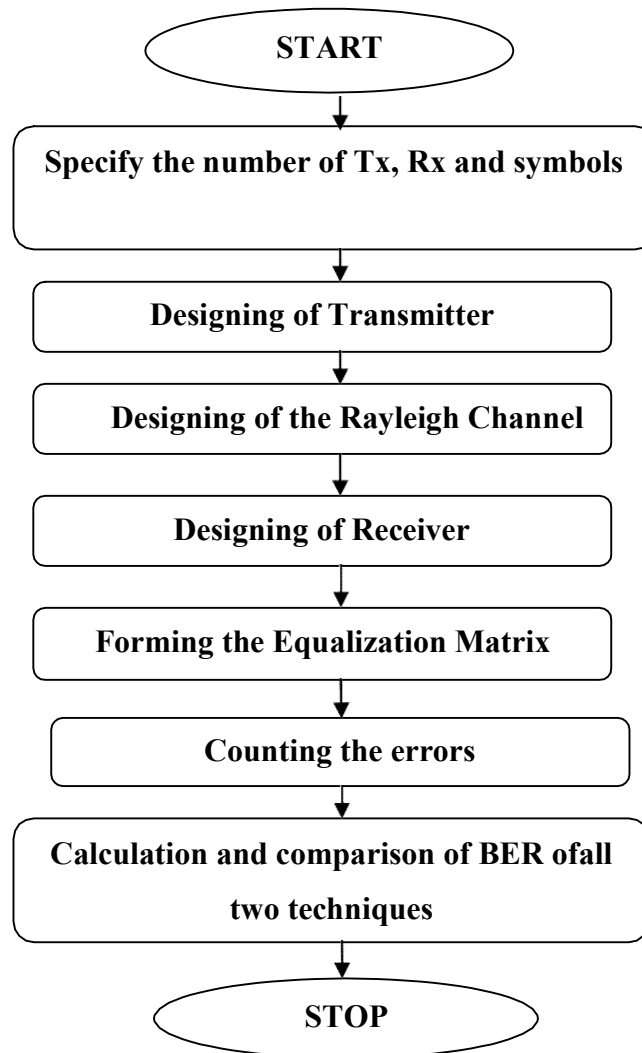 START
Specify the number of Tx, Rx and symbols
Designing of Transmitter
Designing of the Rayleigh Channel
Designing of Receiver
Forming the Equalization Matrix
Counting the errors
Calculation and comparison of BER ofall
two techniques
STOP